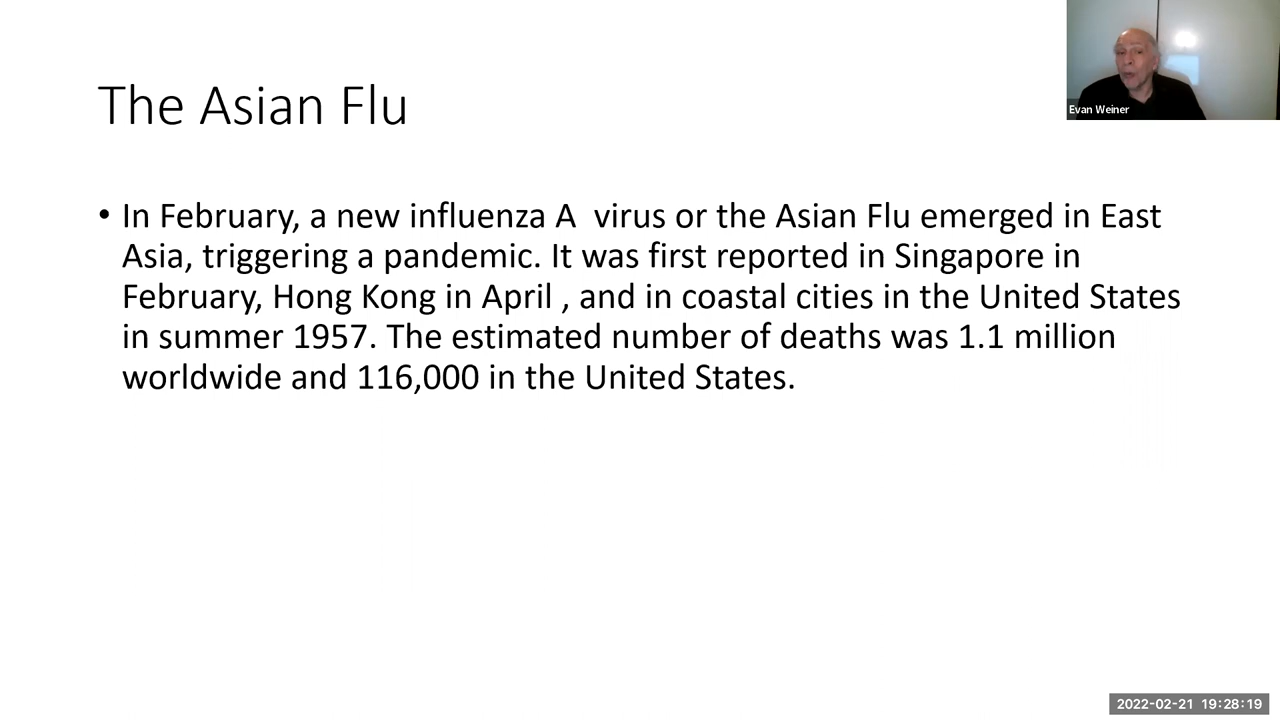 Evan Weiner
The Asian Flu
• In February, a new influenza A  virus or the Asian Flu emerged in East
Asia, triggering a pandemic. It was first reported in Singapore in
February, Hong Kong in April , and in coastal cities in the United States
in summer 1957. The estimated number of deaths was 1.1 million
worldwide and 116,000 in the United States.
2022-02-21 19:28:19